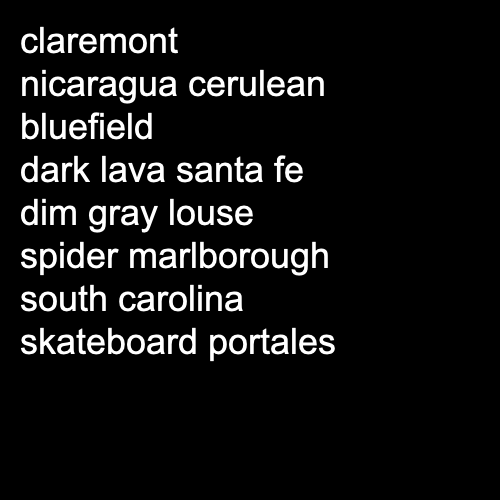 claremont
nicaragua cerulean
bluefield
dark lava santa fe
dim gray louse
spider marlborough
south carolina
skateboard portales